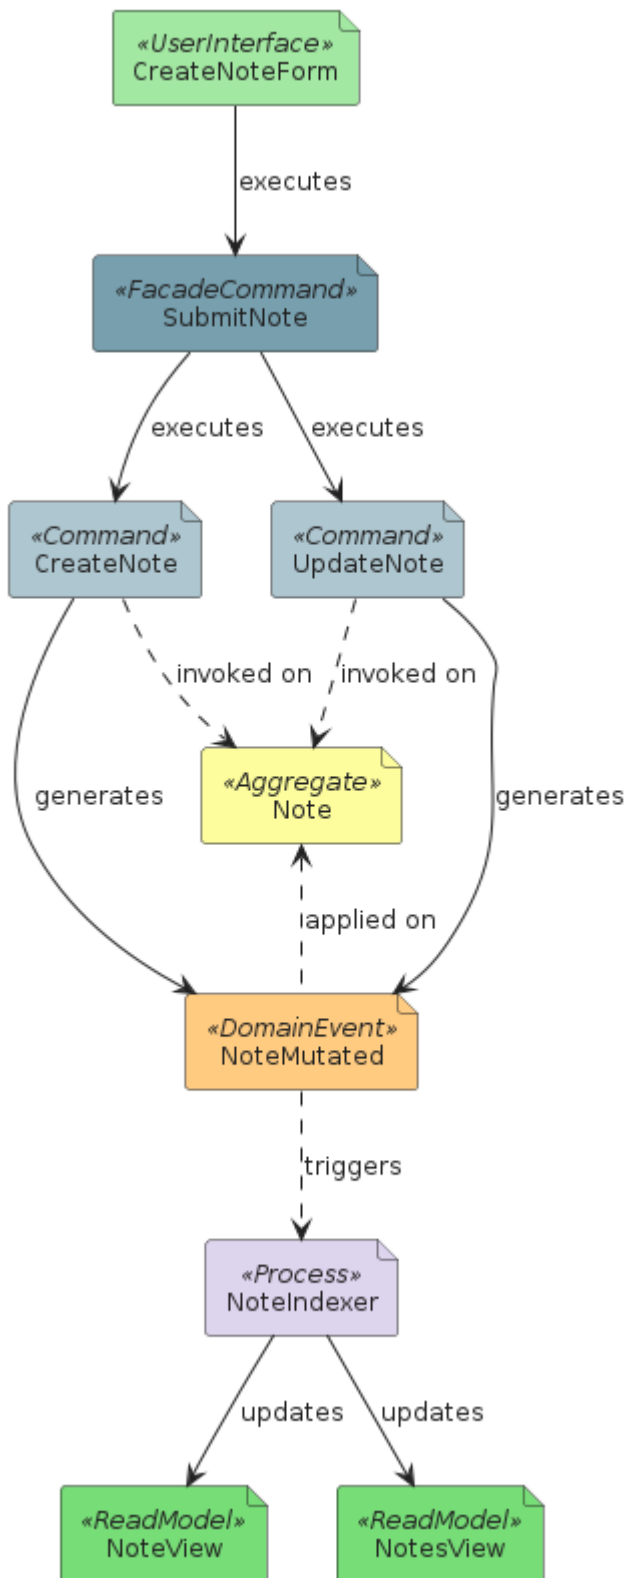 «UserInterface»
CreateNoteForm
executes
«FacadeCommand»
SubmitNote
executes
executes
«Command»
CreateNote
«Command»
UpdateNote
invoked on
invoked on
generates
«Aggregate»
Note
generates
applied on
«DomainEvent»
NoteMutated
triggers
«Process»
NoteIndexer
updates
updates
«ReadModel»
NoteView
«ReadModel»
NotesView